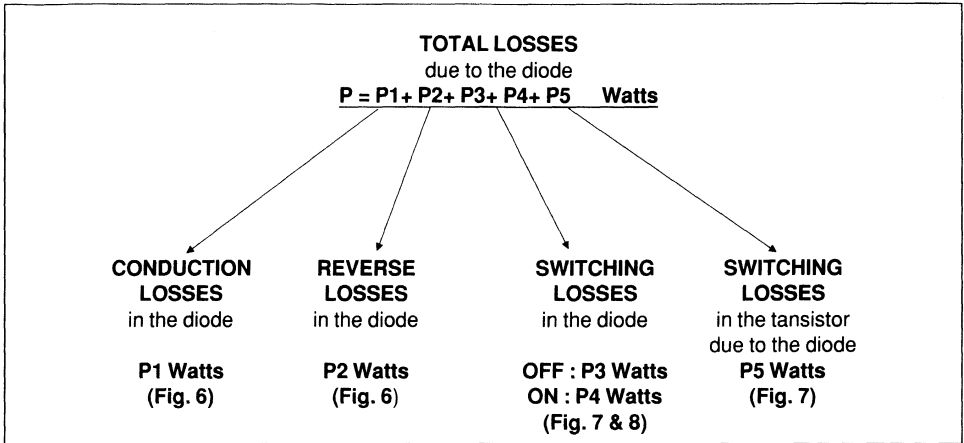 TOTAL LOSSES
due to the diode
P = P1+ P2+ P3+ P4+ P5 Watts
CONDUCTION
LOSSES
in the diode
P1 Watts
(Fig. 6)
REVERSE
LOSSES
in the diode
P2 Watts
(Fig. 6)
SWITCHING
LOSSES
in the diode
OFF : P3 Watts
ON : P4 Watts
(Fig. 7 & 8)
SWITCHING
LOSSES
in the tansistor
due to the diode
P5 Watts
(Fig. 7)